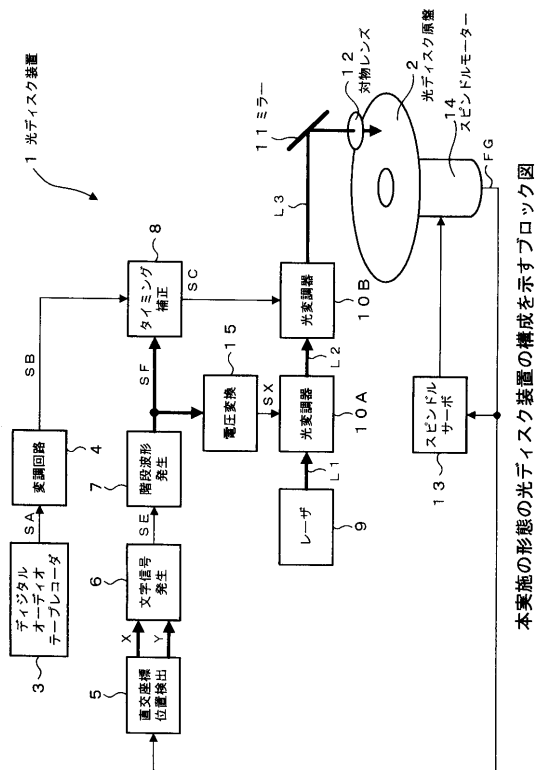 1 光ディスク装置
3
ディジタル
オーディオ
テープレコーダ
SA
変調回路
4
SB
5
直交座標
位置検出
X
Y
6
文字信号
発生
SE
7
階段波形
発生
SF
8
タイミング
補正
SC
15
電圧変換
SX
レーザ
9
L1
光変調器
10A
L2
光変調器
10B
L3
11 ミラー
12
対物レンズ
2
光ディスク原盤
14
スピンドルモーター
FG
スピンドル
サーボ
13
本実施の形態の光ディスク装置の構成を示すブロック図